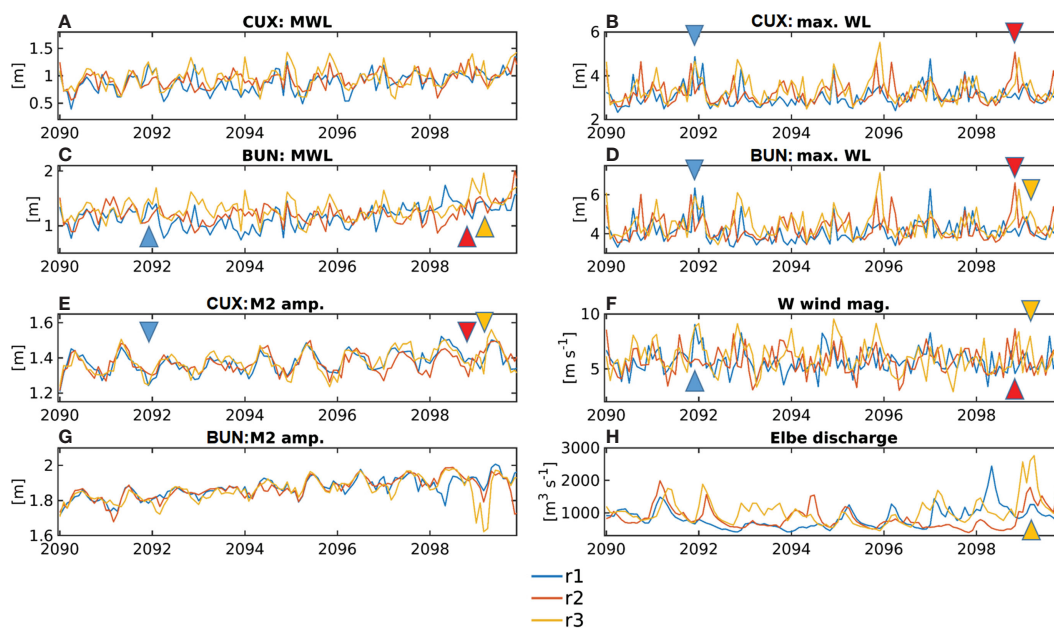 A CUX: MWL
[m]
1.5
1
0.5
2090 2092 2094 2096 2098
B CUX: max. WL
[m]
6
4
2
2090 2092 2094 2096 2098
C BUN: MWL
[m]
2
1
2090 2092 2094 2096 2098
D BUN: max. WL
[m]
6
4
2090 2092 2094 2096 2098
E CUX:M2 amp.
[m]
1.6
1.4
1.2
2090 2092 2094 2096 2098
F W wind mag.
[m s-1]
10
5
2090 2092 2094 2096 2098
G BUN:M2 amp.
[m]
2
1.8
1.6
2090 2092 2094 2096 2098
H Elbe discharge
[m³ s-1]
3000
2000
1000
2090 2092 2094 2096 2098
r1
r2
r3